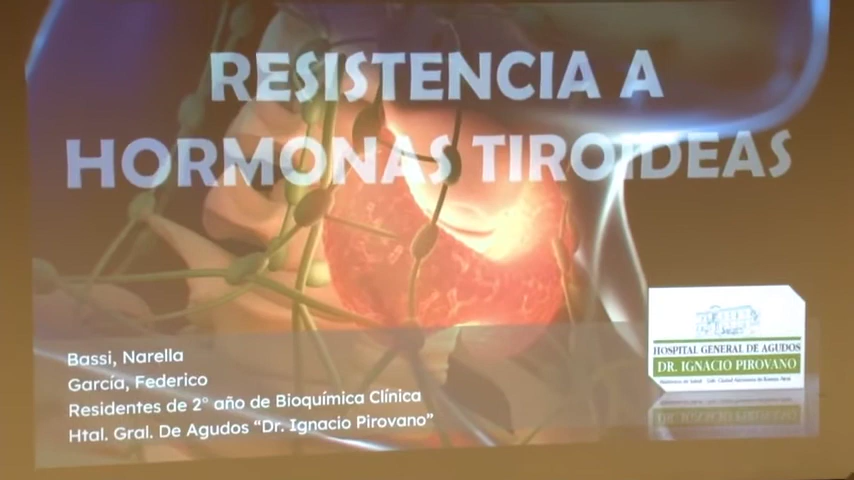 RESISTENCIA A
HORMONAS TIROIDEAS
Bassi, Narella
García, Federico
Residentes de 2° año de Bioquímica Clínica
Htal. Gral. De Agudos “Dr. Ignacio Pirovano”
HOSPITAL GENERAL DE AGUDOS
DR. IGNACIO PIROVANO